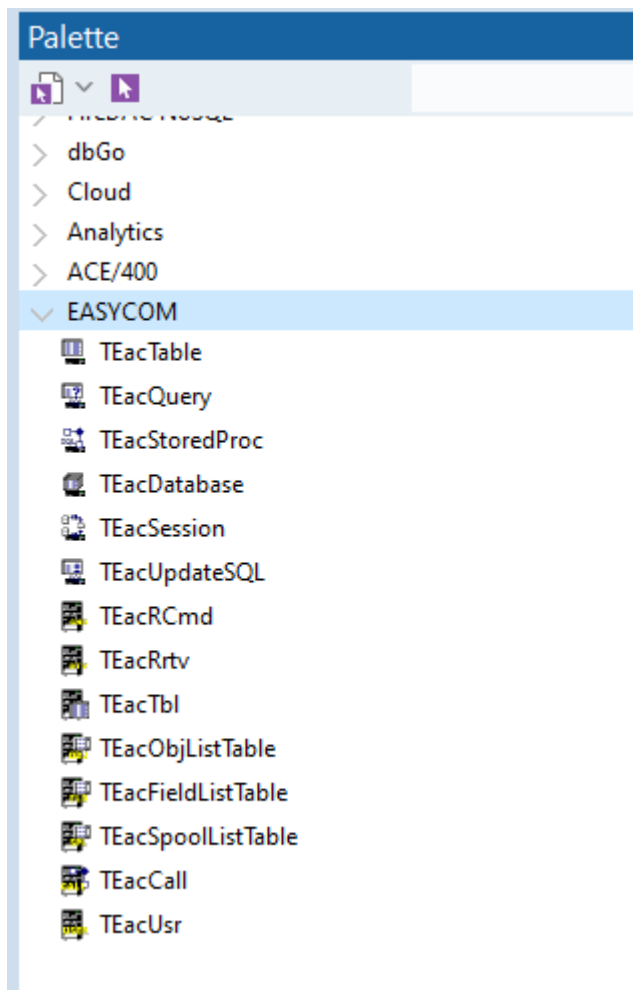 Palette
dbGo
Cloud
Analytics
ACE/400
EASYCOM
TEacTable
TEacQuery
TEacStoredProc
TEacDatabase
TEacSession
TEacUpdateSQL
TEacRCmd
TEacRrtv
TEacTbl
TEacObjListTable
TEacFieldListTable
TEacSpoolListTable
TEacCall
TEacUsr